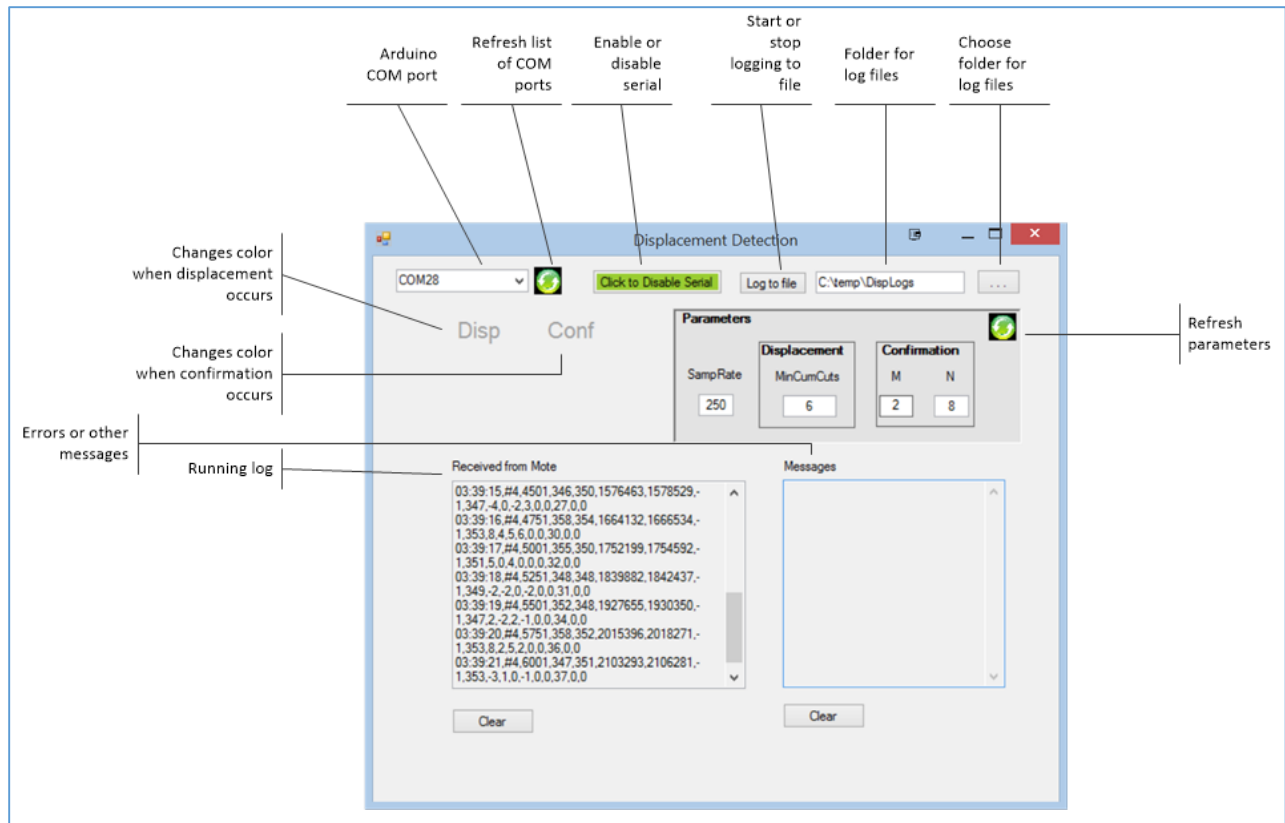 Arduino
COM port
Refresh list
of COM
ports
Enable or
disable
serial
Start or
stop
logging to
file
Folder for
log files
Choose
folder for
log files
Changes color
when displacement
occurs
Changes color
when confirmation
occurs
Errors or other
messages
Running log
Refresh
parameters
Displacement Detection
COM28
Click to Disable Serial
Log to file
C:\temp\DispLogs
...
Disp
Conf
Parameters
SampRate
250
Displacement
MinCumCuts
6
Confirmation
M N
2 8
Received from Mote
03:39:15,#4,4501,346,350,1576463,1578529,-
1,347,-4,0,-2,3,0,0,27,0,0
03:39:16,#4,4751,358,354,1664132,1666534,-
1,353,8,4,5,6,0,0,30,0,0
03:39:17,#4,5001,355,350,1752199,1754592,-
1,351,5,0,4,0,0,0,32,0,0
03:39:18,#4,5251,348,348,1839882,1842437,-
1,349,-2,-2,0,-2,0,0,31,0,0
03:39:19,#4,5501,352,348,1927655,1930350,-
1,347,2,-2,2,-1,0,0,34,0,0
03:39:20,#4,5751,358,352,2015396,2018271,-
1,353,8,2,5,2,0,0,36,0,0
03:39:21,#4,6001,347,351,2103293,2106281,-
1,353,-3,1,0,-1,0,0,37,0,0
Clear
Messages
Clear